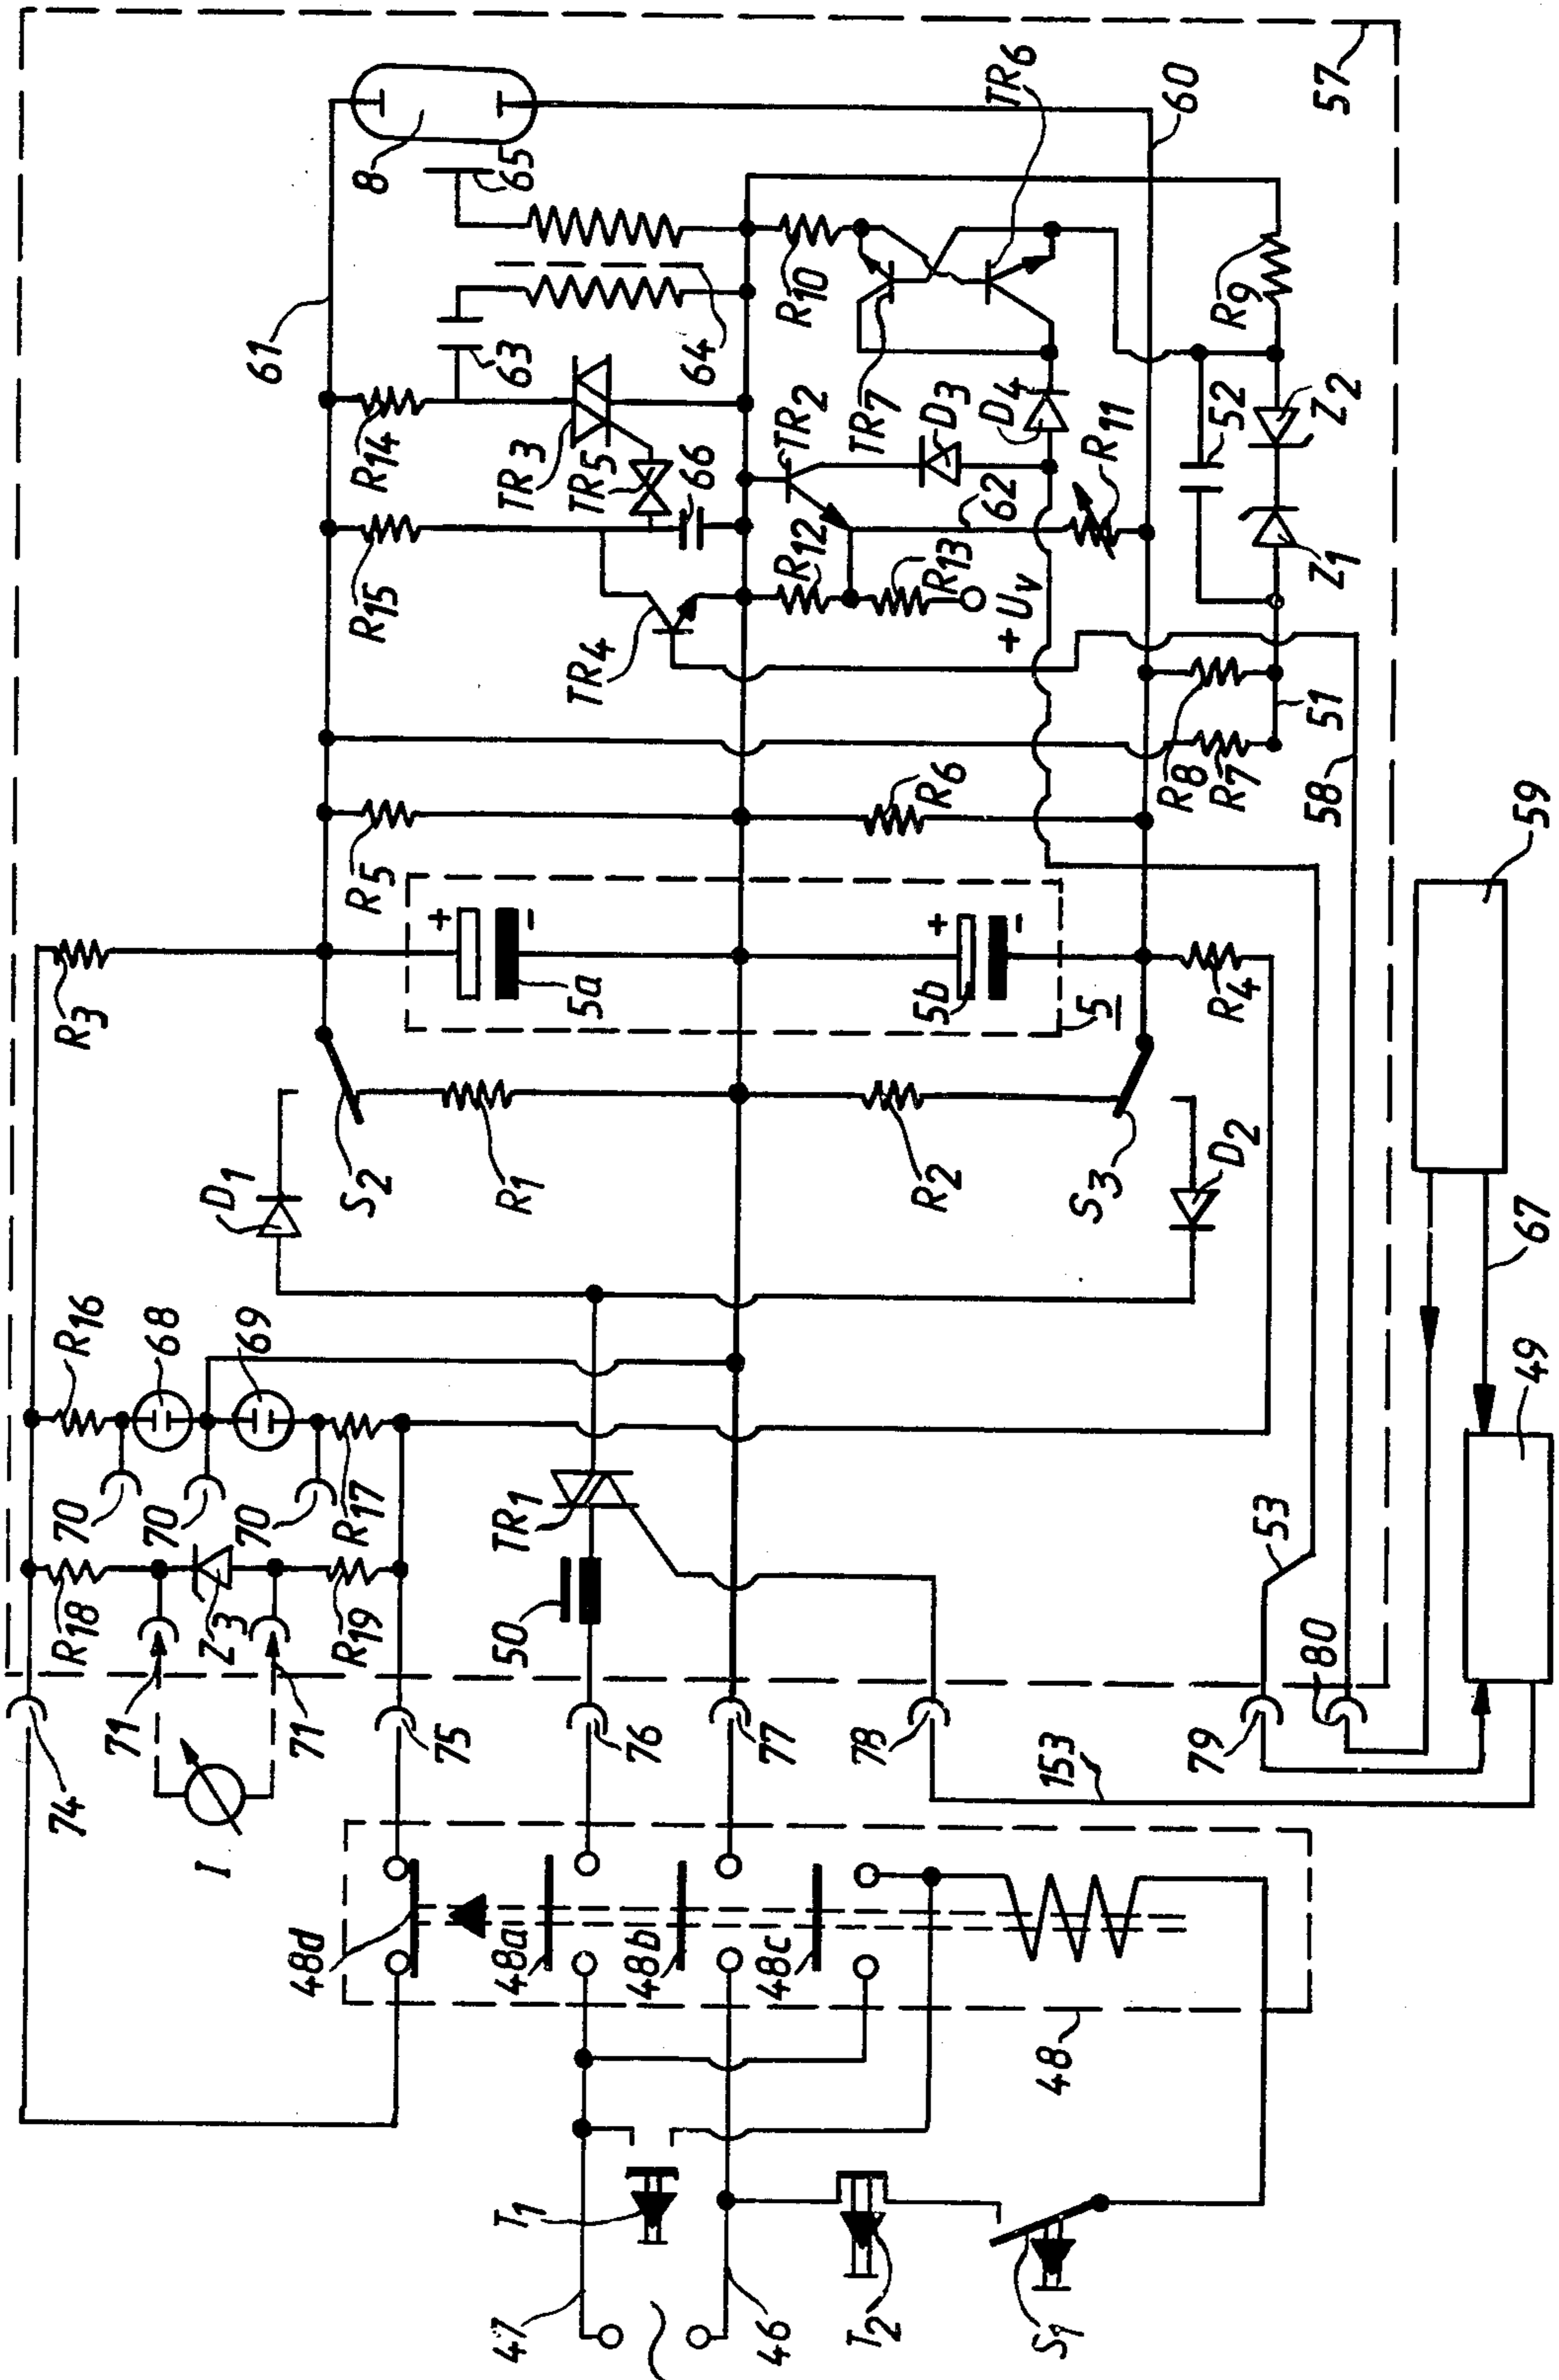 57
8
65
TR6
60
61
R10
R9
64
63
R14
TR3
TR5
66
TR2
TR7
D3
D4
R11
52
Z2
62
R15
R12
R13
+ Uv
Z1
TR4
51
R8
R7
58
R5
R6
59
+
-
5a
+
-
5b
5
R3
R4
S2
R1
R2
S3
D1
D2
67
R16
68
69
49
70
70
70
R17
TR1
53
R18
Z3
R19
50
80
71
71
74
75
76
77
78
79
153
I
48d
48a
48b
48c
48
T1
T2
S1
47
46